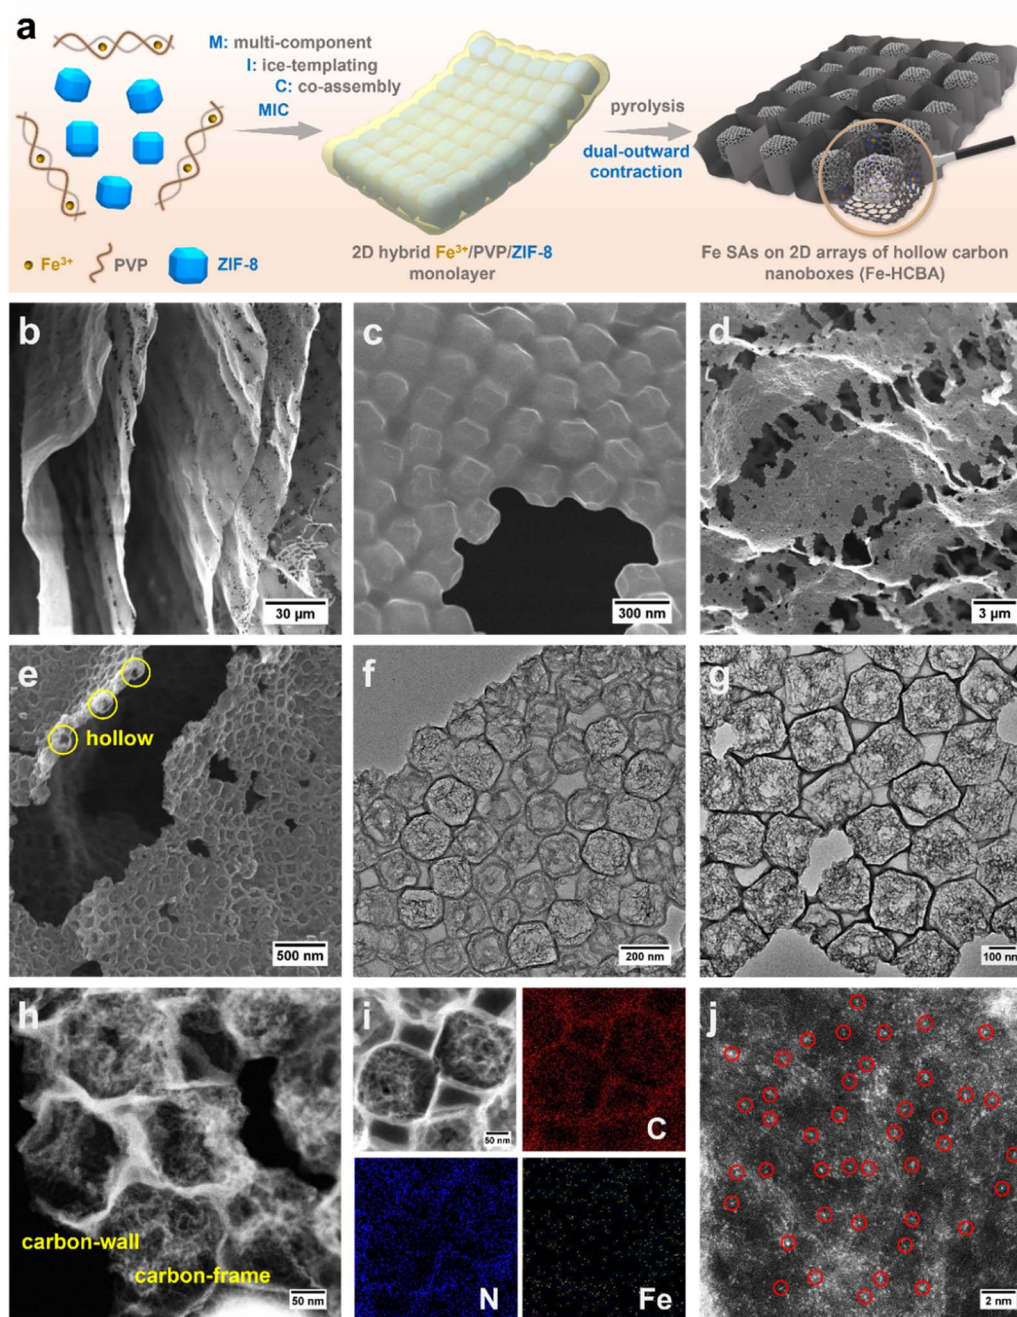 a
M: multi-component
I: ice-templating
C: co-assembly
MIC
pyrolysis
dual-outward
contraction
Fe³⁺
PVP
ZIF-8
2D hybrid Fe³⁺/PVP/ZIF-8
monolayer
Fe SAs on 2D arrays of hollow carbon
nanoboxes (Fe-HCBA)
b
30 µm
c
300 nm
d
3 µm
e
hollow
500 nm
f
200 nm
g
100 nm
h
carbon-wall
carbon-frame
50 nm
i
50 nm
C
N
Fe
j
2 nm